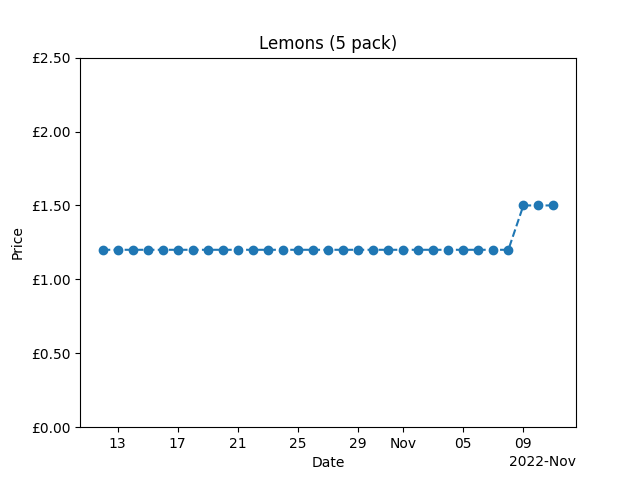 Lemons (5 pack)
£2.50
£2.00
£1.50
£1.00
£0.50
£0.00
Price
13 17 21 25 29 Nov 05 09
Date
2022-Nov